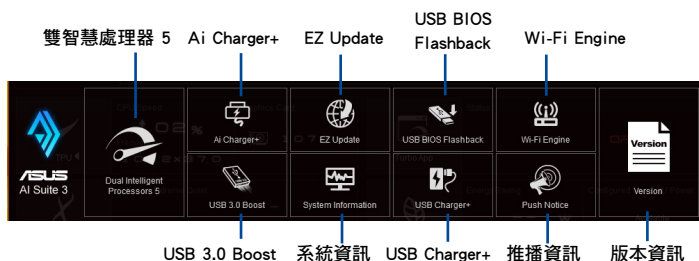 USB BIOS
雙智慧處理器 5 Ai Charger+ EZ Update Flashback Wi-Fi Engine
Ai Charger+
EZ Update
USB BIOS Flashback
Wi-Fi Engine
Version
ASUS
AI Suite 3
Dual Intelligent
Processors 5
USB 3.0 Boost
System Information
USB Charger+
Push Notice
Version
USB 3.0 Boost 系統資訊 USB Charger+ 推播資訊 版本資訊